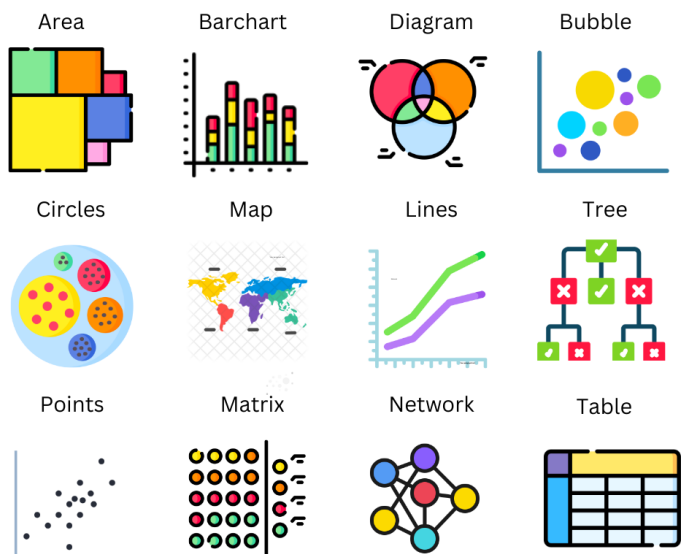 Area
Barchart
Diagram
Bubble
Circles
Map
Lines
Tree
Points
Matrix
Network
Table